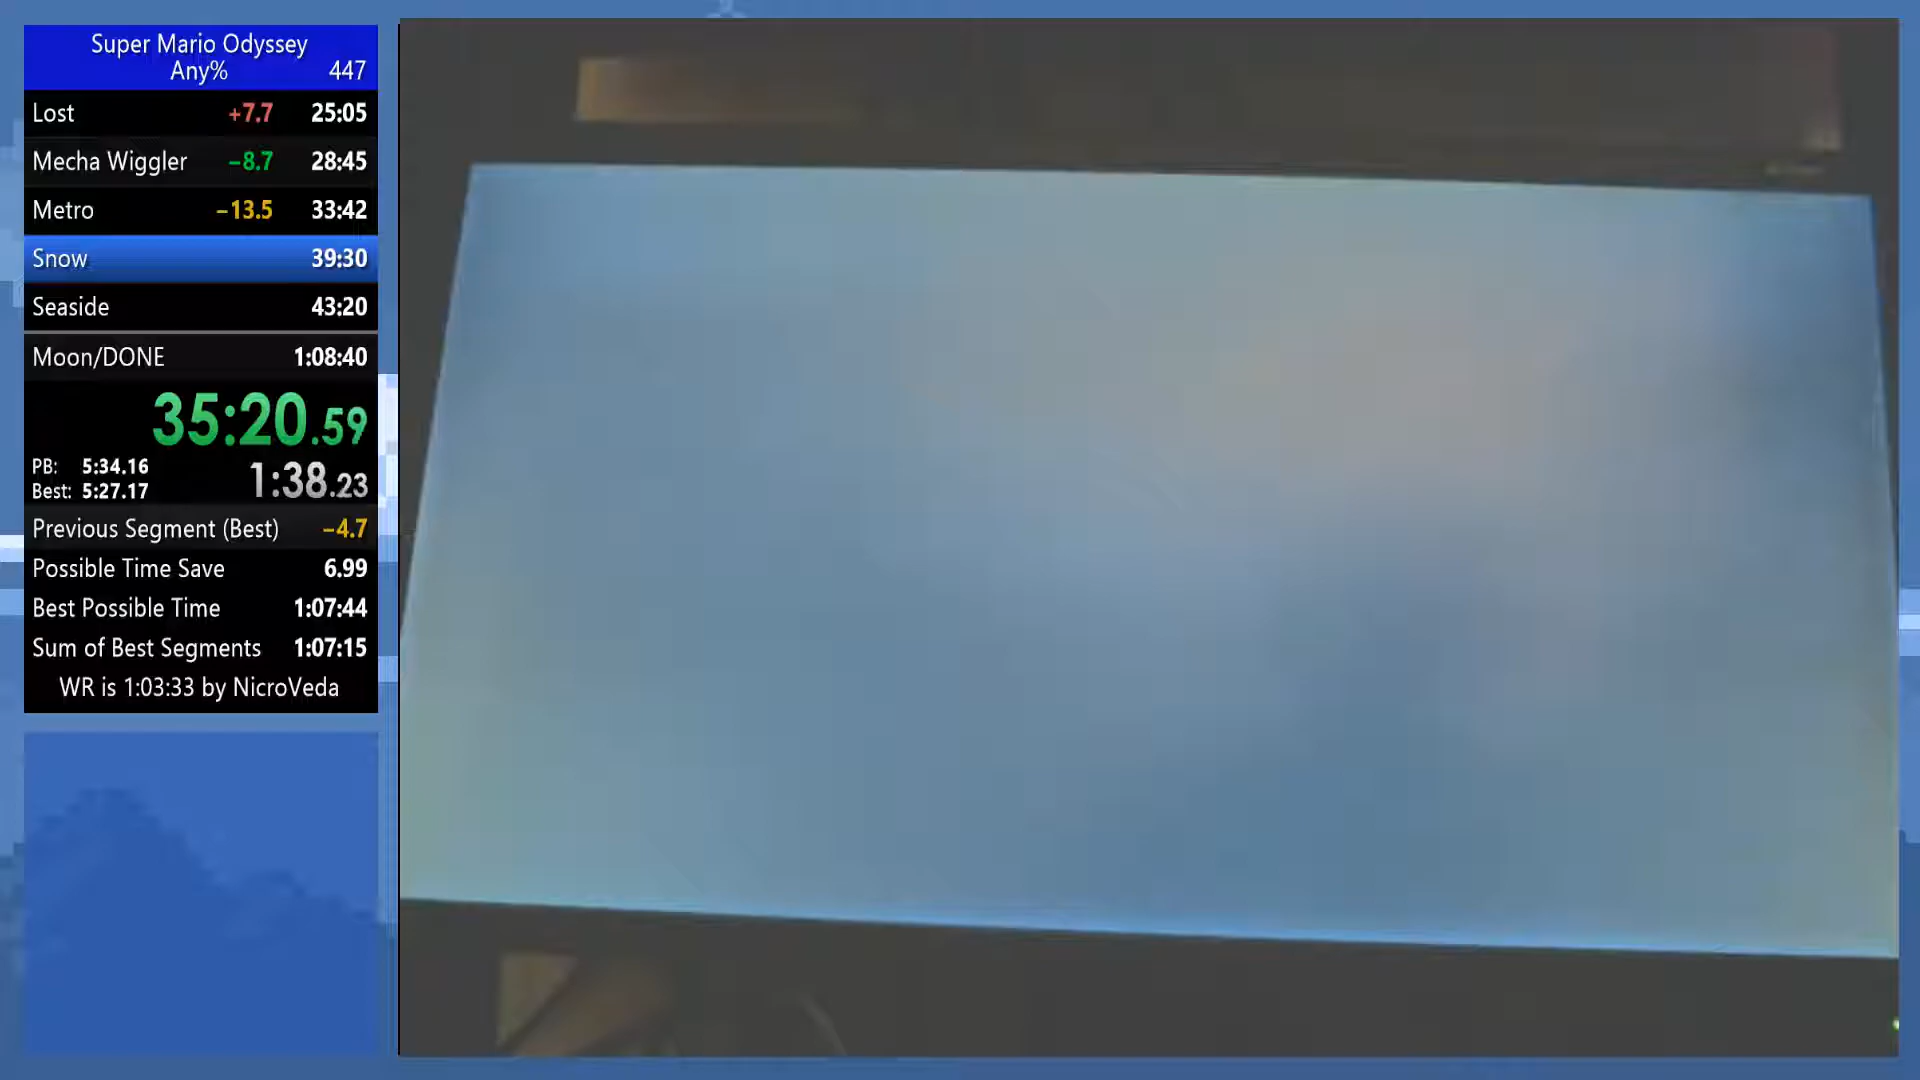 Super Mario Odyssey
Any% 447
Lost +7.7 25:05
Mecha Wiggler −8.7 28:45
Metro −13.5 33:42
Snow 39:30
Seaside 43:20
Moon/DONE 1:08:40
35:20.59
PB: 5:34.16
Best: 5:27.17
1:38.23
Previous Segment (Best) −4.7
Possible Time Save 6.99
Best Possible Time 1:07:44
Sum of Best Segments 1:07:15
WR is 1:03:33 by NicroVeda